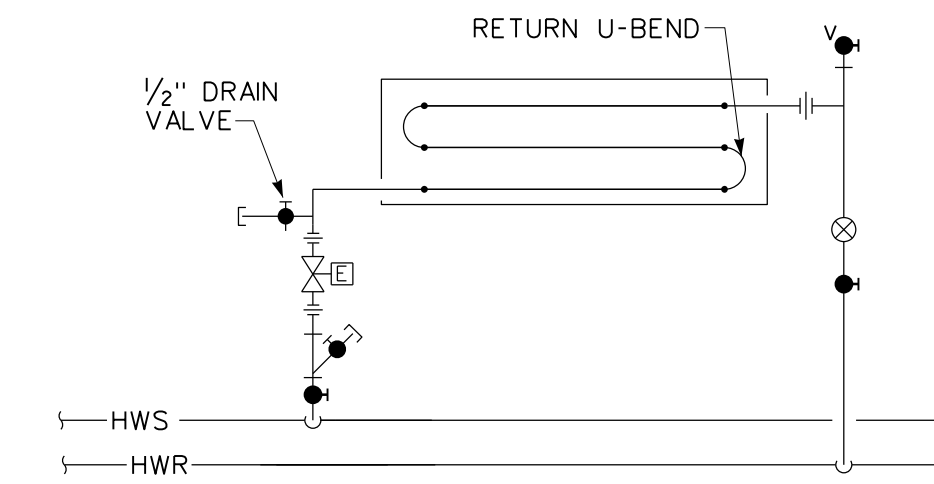 RETURN U-BEND
V
1/2" DRAIN
VALVE
E
HWS
HWR